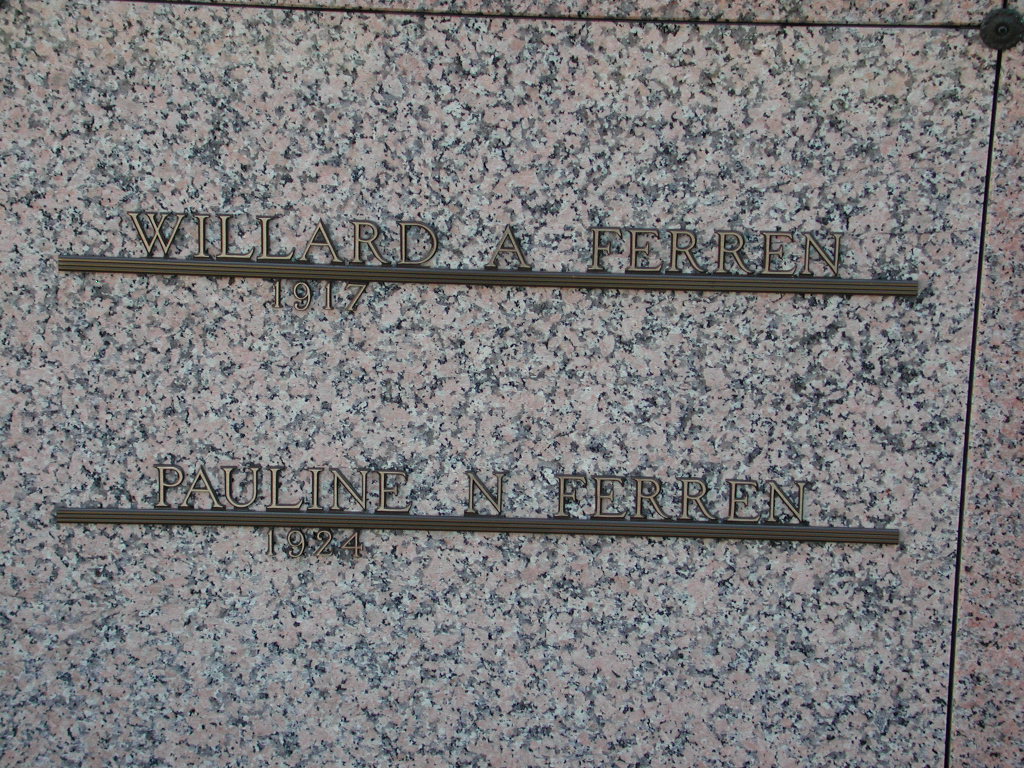 WILLARD A FERREN
1917
PAULINE N FERREN
1924